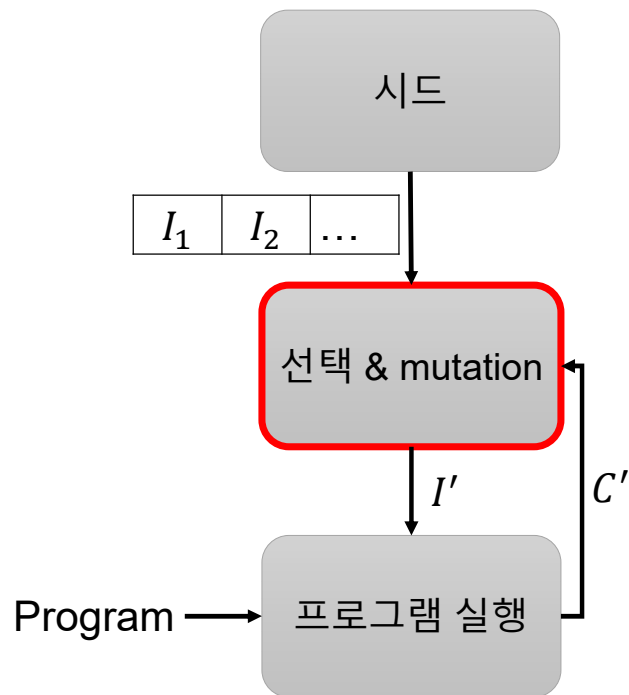 시드
I₁ I₂ ...
선택 & mutation
I′
C′
Program
프로그램 실행